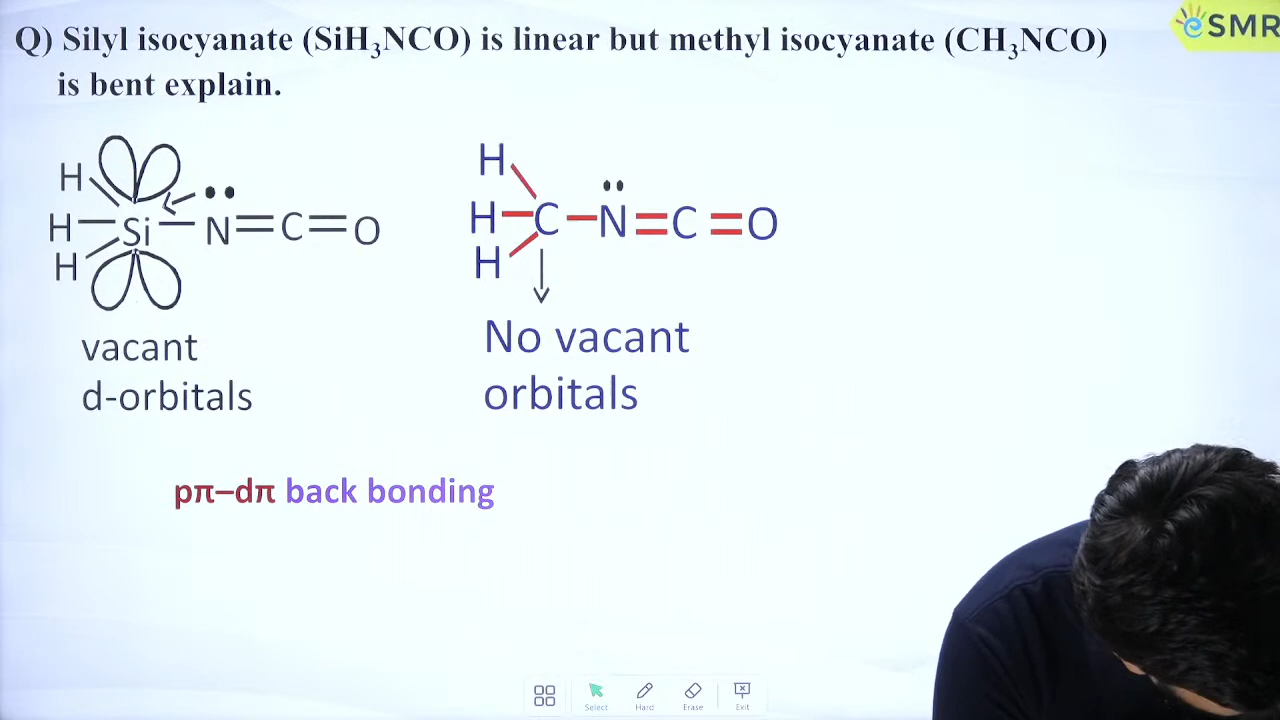 Q) Silyl isocyanate (SiH₃NCO) is linear but methyl isocyanate (CH₃NCO)
is bent explain.
eSMR
H
H Si N=C=O
H
H
H–C–N=C=O
H
vacant
d-orbitals
No vacant
orbitals
pπ–dπ back bonding
Select Hard Erase Exit